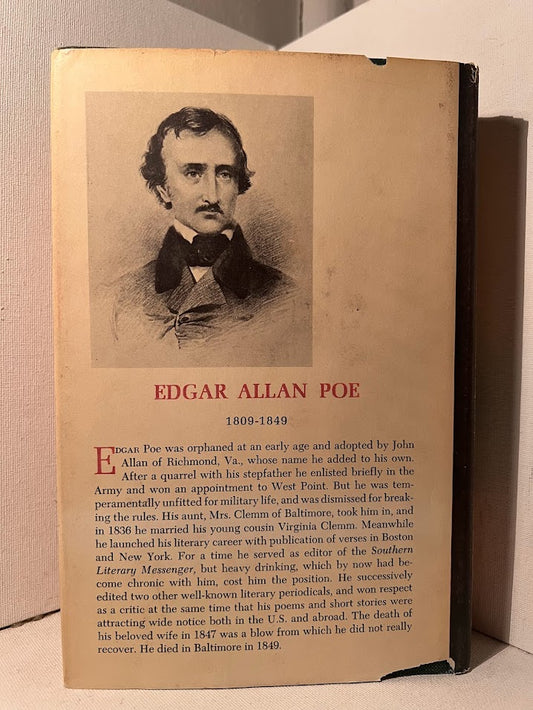 EDGAR ALLAN POE
1809-1849
EDGAR Poe was orphaned at an early age and adopted by John
Allan of Richmond, Va., whose name he added to his own.
After a quarrel with his stepfather he enlisted briefly in the
Army and won an appointment to West Point. But he was tem-
peramentally unfitted for military life, and was dismissed for break-
ing the rules. His aunt, Mrs. Clemm of Baltimore, took him in, and
in 1836 he married his young cousin Virginia Clemm. Meanwhile
he launched his literary career with publication of verses in Boston
and New York. For a time he served as editor of the Southern
Literary Messenger, but heavy drinking, which by now had be-
come chronic with him, cost him the position. He successively
edited two other well-known literary periodicals, and won respect
as a critic at the same time that his poems and short stories were
attracting wide notice both in the U.S. and abroad. The death of
his beloved wife in 1847 was a blow from which he did not really
recover. He died in Baltimore in 1849.